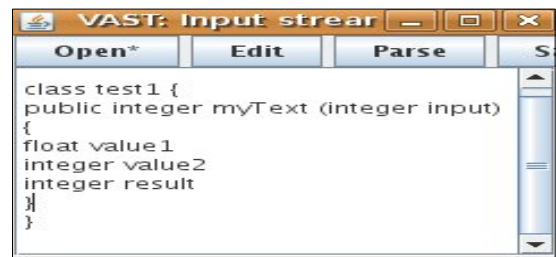 VAST: Input strear
Open* Edit Parse S
class test1 {
public integer myText (integer input)
{
float value1
integer value2
integer result
}
}